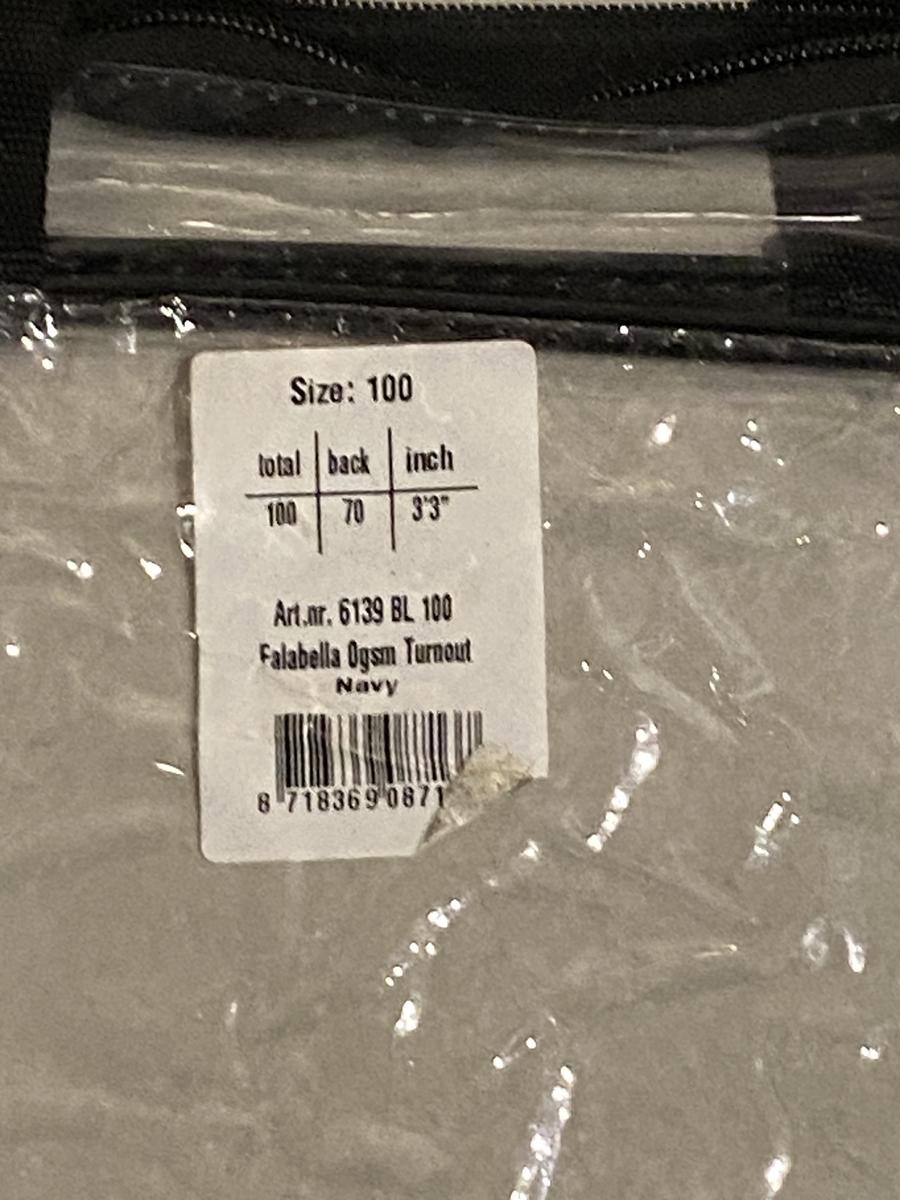 Size: 100
total back inch
100 70 3'3"
Art.nr. 6139 BL 100
Falabella 0gsm Turnout
Navy
8 718369 0871